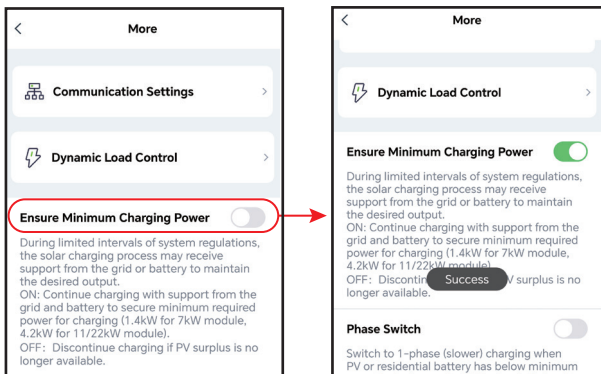 More
Communication Settings
Dynamic Load Control
Ensure Minimum Charging Power
During limited intervals of system regulations,
the solar charging process may receive
support from the grid or battery to maintain
the desired output.
ON: Continue charging with support from the
grid and battery to secure minimum required
power for charging (1.4kW for 7kW module,
4.2kW for 11/22kW module).
OFF: Discontinue charging if PV surplus is no
longer available.
More
Dynamic Load Control
Ensure Minimum Charging Power
During limited intervals of system regulations,
the solar charging process may receive
support from the grid or battery to maintain
the desired output.
ON: Continue charging with support from the
grid and battery to secure minimum required
power for charging (1.4kW for 7kW module,
4.2kW for 11/22kW module)
OFF: Discontin Success V surplus is no
longer available.
Phase Switch
Switch to 1-phase (slower) charging when
PV or residential battery has below minimum